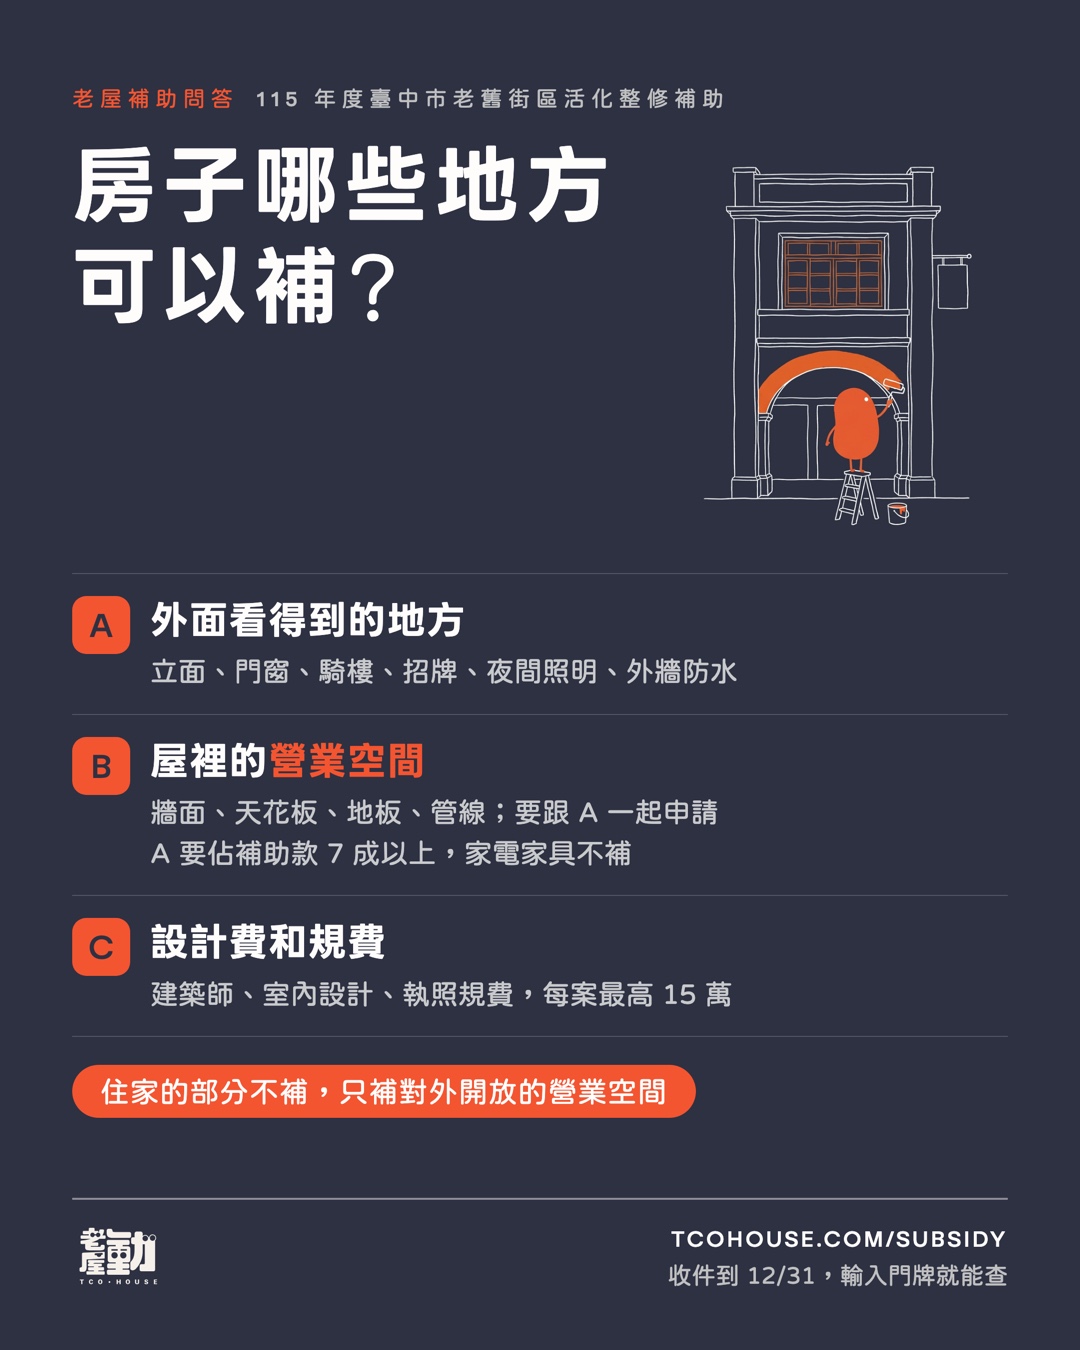 老屋補助問答 115 年度臺中市老舊街區活化整修補助
房子哪些地方
可以補?
A 外面看得到的地方
立面、門窗、騎樓、招牌、夜間照明、外牆防水
B 屋裡的營業空間
牆面、天花板、地板、管線；要跟 A 一起申請
A 要佔補助款 7 成以上，家電家具不補
C 設計費和規費
建築師、室內設計、執照規費，每案最高 15 萬
住家的部分不補，只補對外開放的營業空間
老屋動
TCO·HOUSE
TCOHOUSE.COM/SUBSIDY
收件到 12/31，輸入門牌就能查